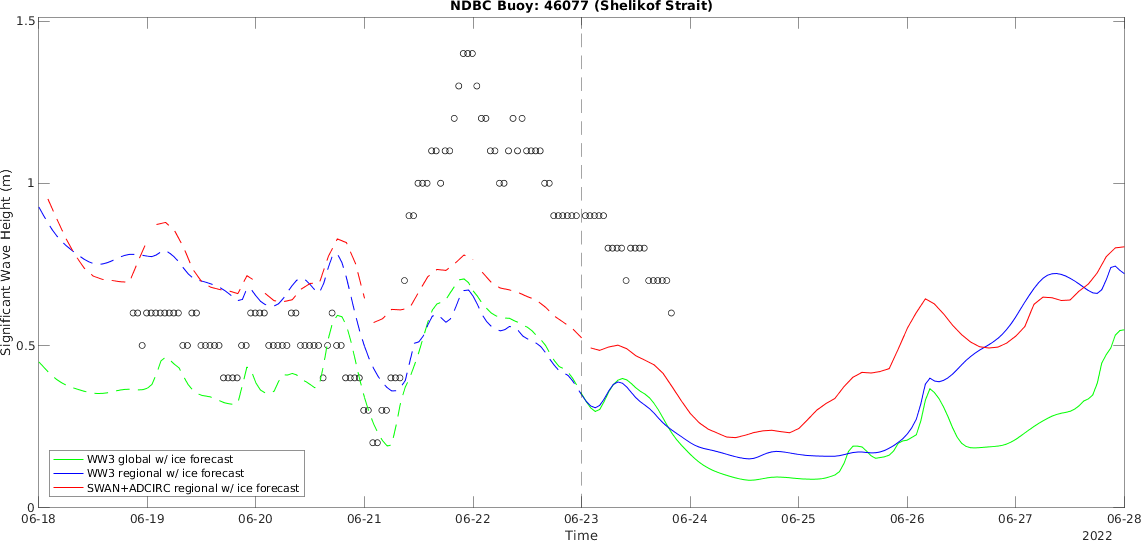 NDBC Buoy: 46077 (Shelikof Strait)
1.5
1
0.5
0
Significant Wave Height (m)
WW3 global w/ ice forecast
WW3 regional w/ ice forecast
SWAN+ADCIRC regional w/ ice forecast
06-18 06-19 06-20 06-21 06-22 06-23 06-24 06-25 06-26 06-27 06-28
Time
2022